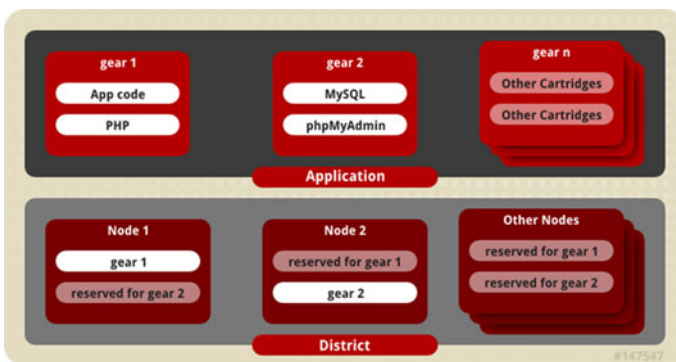 gear 1
App code
PHP
gear 2
MySQL
phpMyAdmin
gear n
Other Cartridges
Other Cartridges
Application
Node 1
gear 1
reserved for gear 2
Node 2
reserved for gear 1
gear 2
Other Nodes
reserved for gear 1
reserved for gear 2
District
#147547